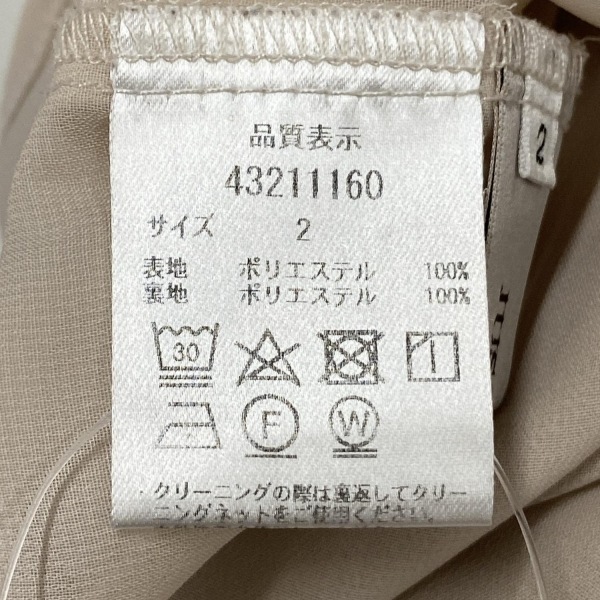 品質表示
43211160
サイズ 2
表地 ポリエステル 100%
裏地 ポリエステル 100%
30
F W
・クリーニングの際は裏返してクリー
ニングネットをご使用ください。
2